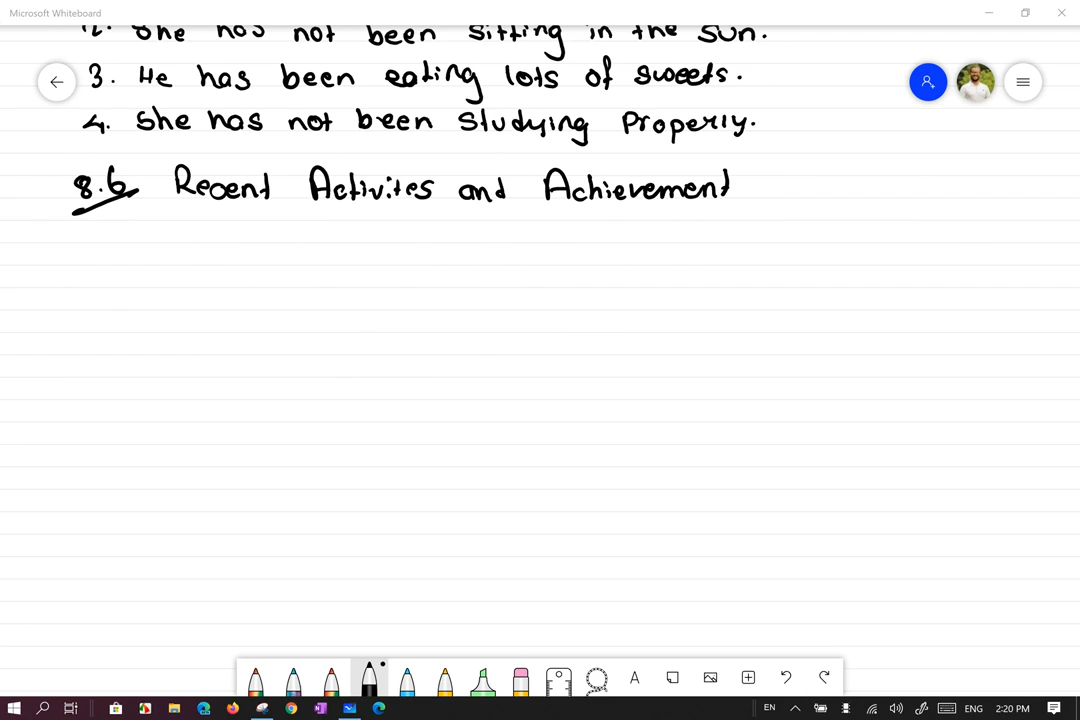 Microsoft Whiteboard
12. She has not been sitting in the sun.
3. He has been eating lots of sweets.
4. She has not been studying properly.
8.6 Recent Activites and Achievement
A
EN
ENG
2:20 PM